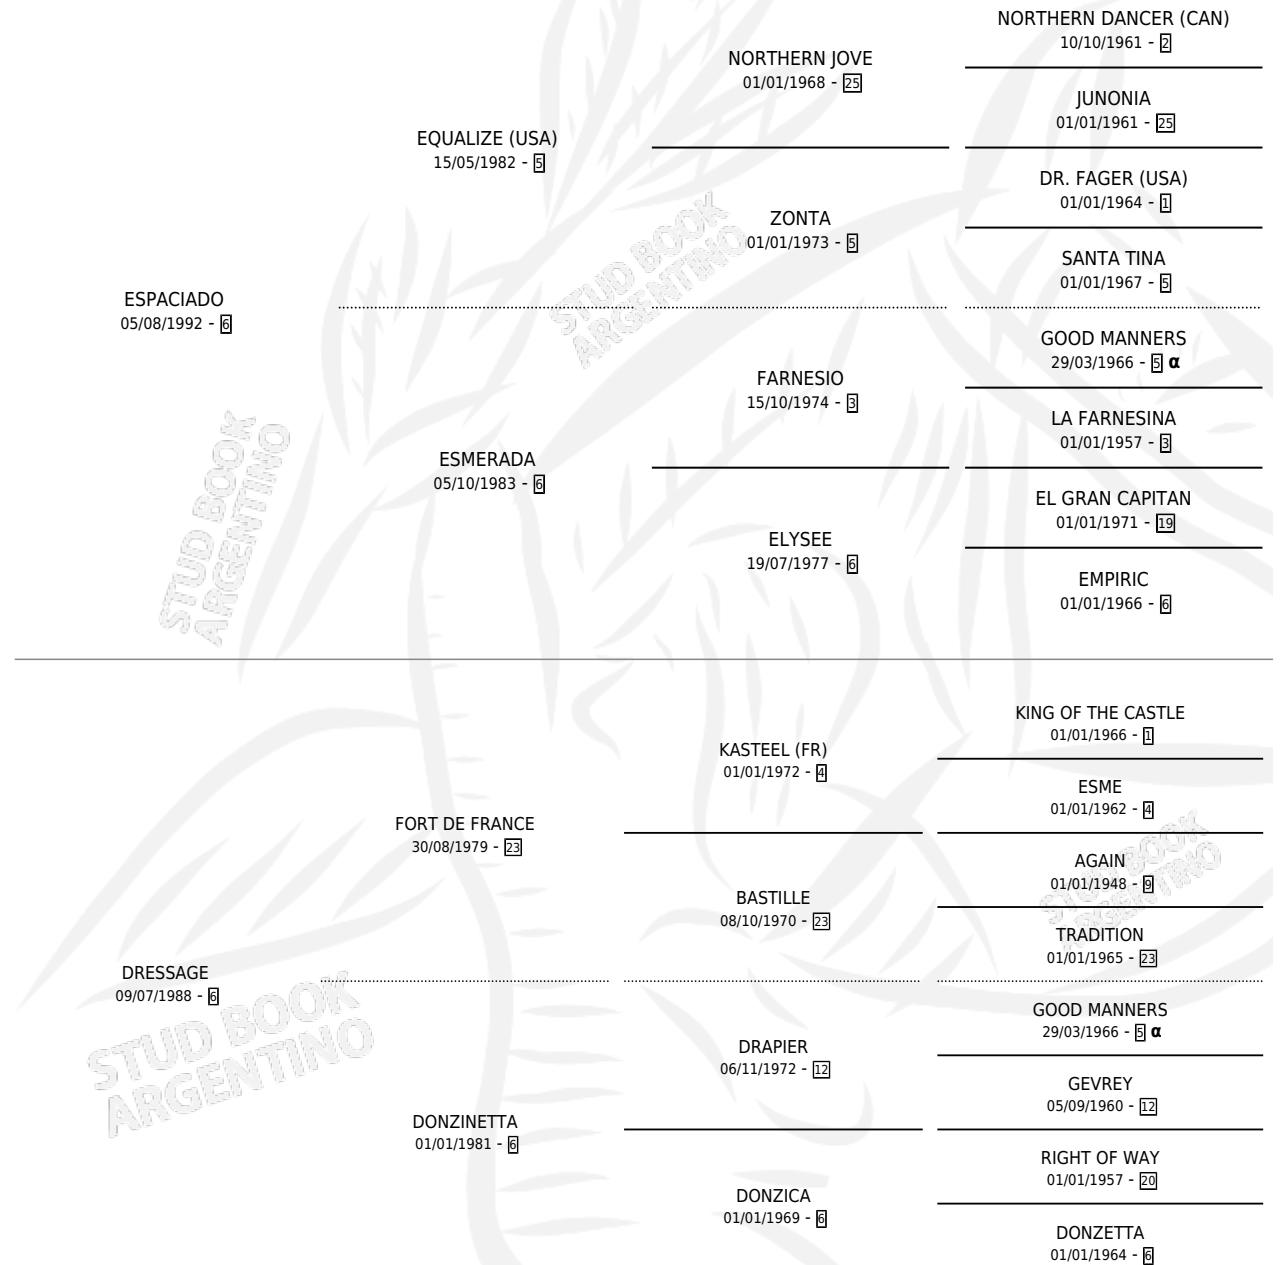 NORTHERN DANCER (CAN)
10/10/1961 - 2
NORTHERN JOVE
01/01/1968 - 25
JUNONIA
01/01/1961 - 25
EQUALIZE (USA)
15/05/1982 - 5
DR. FAGER (USA)
01/01/1964 - 1
ZONTA
01/01/1973 - 5
SANTA TINA
01/01/1967 - 5
ESPACIADO
05/08/1992 - 6
GOOD MANNERS
29/03/1966 - 5 α
FARNESIO
15/10/1974 - 3
LA FARNESINA
01/01/1957 - 3
ESMERADA
05/10/1983 - 6
EL GRAN CAPITAN
01/01/1971 - 19
ELYSEE
19/07/1977 - 6
EMPIRIC
01/01/1966 - 6
KING OF THE CASTLE
01/01/1966 - 1
KASTEEL (FR)
01/01/1972 - 4
ESME
01/01/1962 - 4
FORT DE FRANCE
30/08/1979 - 23
AGAIN
01/01/1948 - 9
BASTILLE
08/10/1970 - 23
TRADITION
01/01/1965 - 23
DRESSAGE
09/07/1988 - 6
GOOD MANNERS
29/03/1966 - 5 α
DRAPIER
06/11/1972 - 12
GEVREY
05/09/1960 - 12
DONZINETTA
01/01/1981 - 6
RIGHT OF WAY
01/01/1957 - 20
DONZICA
01/01/1969 - 6
DONZETTA
01/01/1964 - 6
STUD BOOK
ARGENTINO
STUD BOOK
ARGENTINO
STUD BOOK
ARGENTINO
STUD BOOK
ARGENTINO